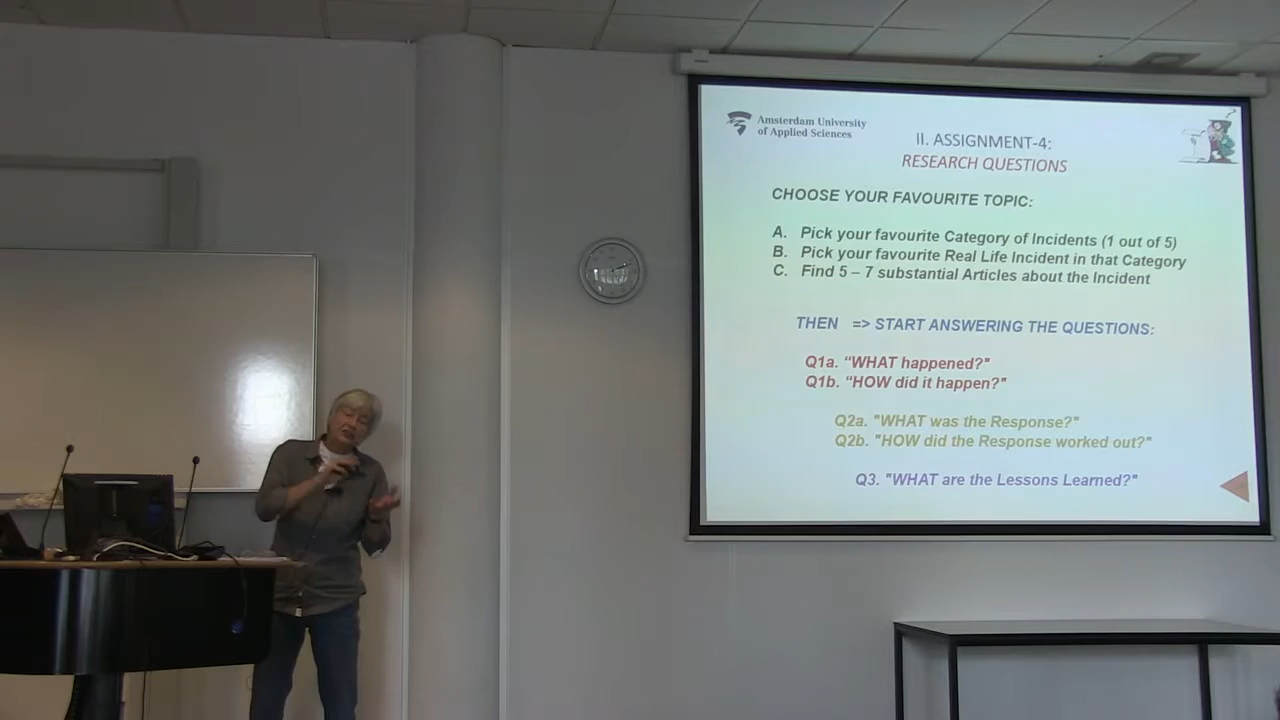 Amsterdam University
of Applied Sciences
II. ASSIGNMENT-4:
RESEARCH QUESTIONS
CHOOSE YOUR FAVOURITE TOPIC:
A. Pick your favourite Category of Incidents (1 out of 5)
B. Pick your favourite Real Life Incident in that Category
C. Find 5 – 7 substantial Articles about the Incident
THEN => START ANSWERING THE QUESTIONS:
Q1a. “WHAT happened?"
Q1b. “HOW did it happen?"
Q2a. "WHAT was the Response?"
Q2b. "HOW did the Response worked out?"
Q3. "WHAT are the Lessons Learned?"